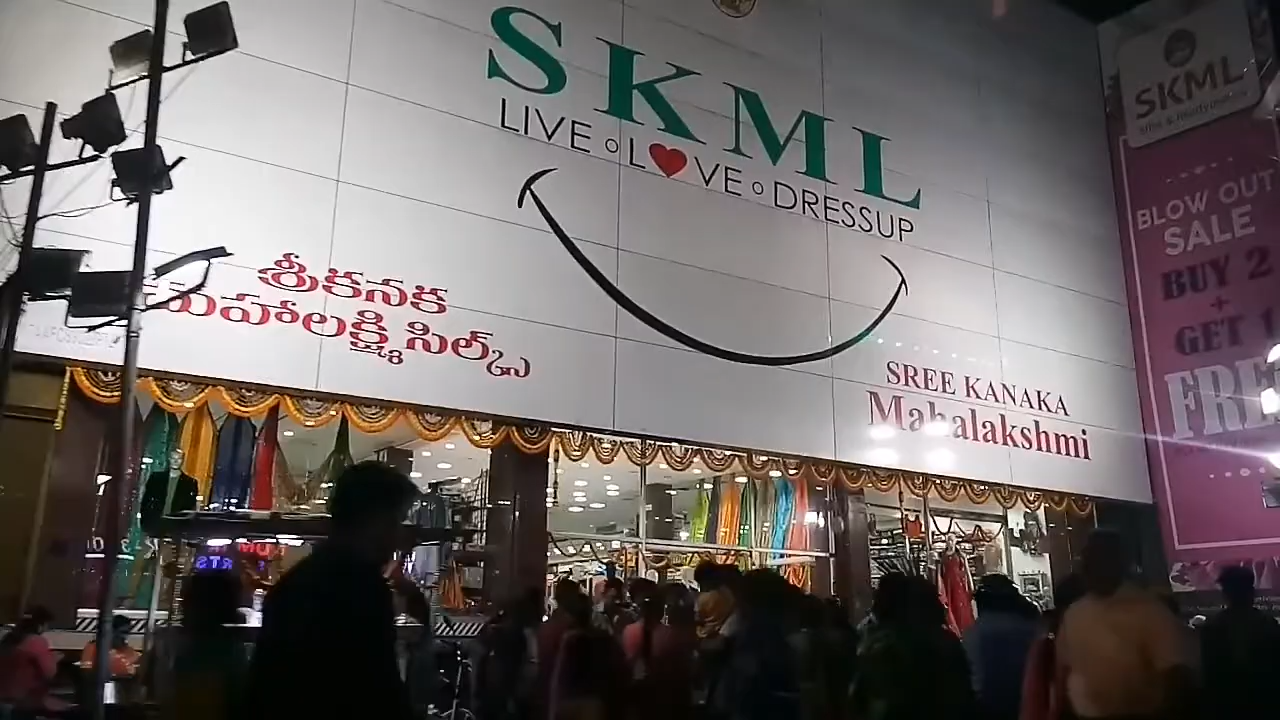 SKML
LIVE o LOVE o DRESSUP
శ్రీకనక
మహాలక్ష్మి సిల్క్స్
SREE KANAKA
Mahalakshmi
SKML
BLOW OUT
SALE
BUY 2
+
GET 1
FREE